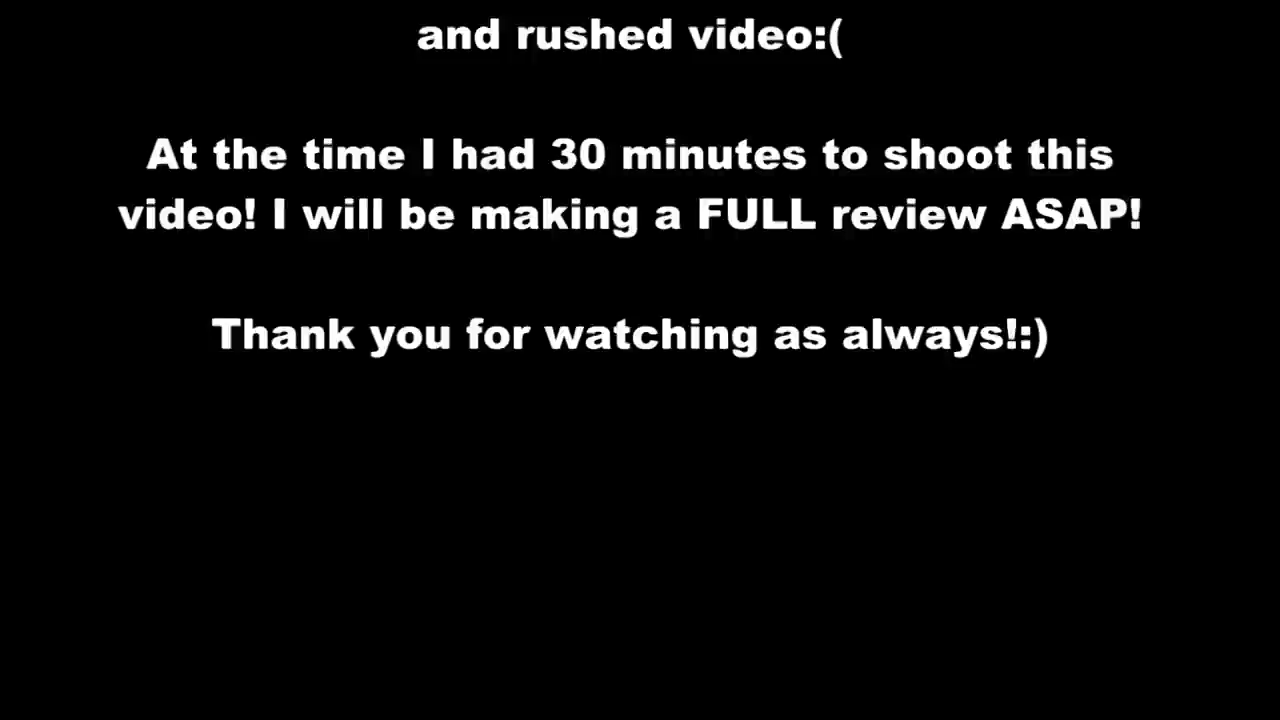 and rushed video:(
At the time I had 30 minutes to shoot this
video! I will be making a FULL review ASAP!
Thank you for watching as always!:)